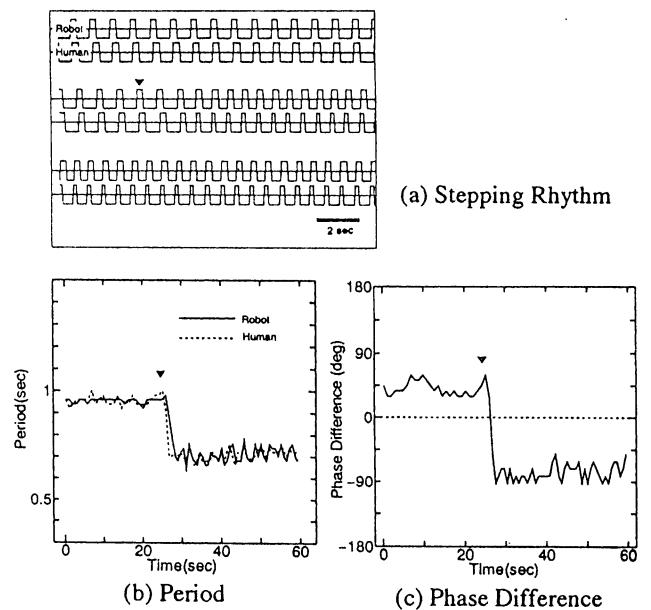 Robot
Human
2 sec
(a) Stepping Rhythm
Robot
Human
1
0.5
Period(sec)
0
20
40
60
Time(sec)
(b) Period
180
90
0
-90
-180
Phase Difference (deg)
0
20
40
60
Time(sec)
(c) Phase Difference